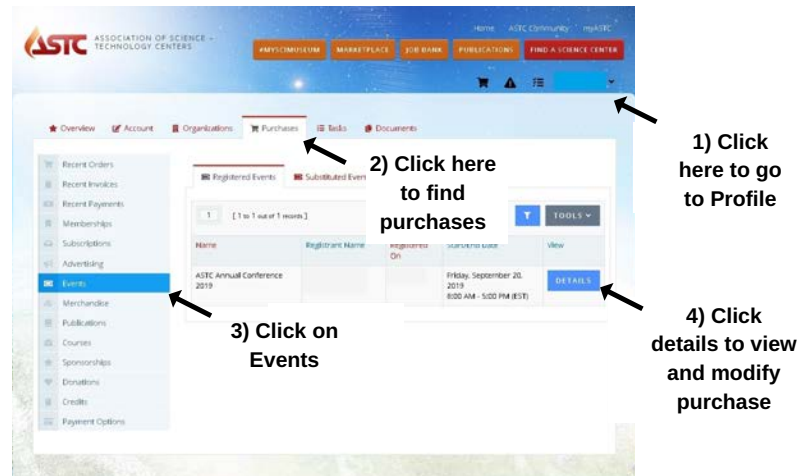 Home ASTC Community myASTC
ASTC ASSOCIATION OF SCIENCE -
TECHNOLOGY CENTERS
#MYSCIMUSEUM MARKETPLACE JOB BANK PUBLICATIONS FIND A SCIENCE CENTER
Overview Account Organizations Purchases Tasks Documents
1) Click
here to go
to Profile
2) Click here
to find
purchases
Recent Orders
Recent Invoices
Recent Payments
Memberships
Subscriptions
Advertising
Events
Merchandise
Publications
Courses
Sponsorships
Donations
Credits
Payment Options
Registered Events Substituted
1 [ 1 to 1 out of 1 records ] TOOLS
Name Registrant Name Registered
On Start/End Date View
ASTC Annual Conference
2019
Friday, September 20,
2019
8:00 AM - 5:00 PM (EST)
DETAILS
3) Click on
Events
4) Click
details to view
and modify
purchase